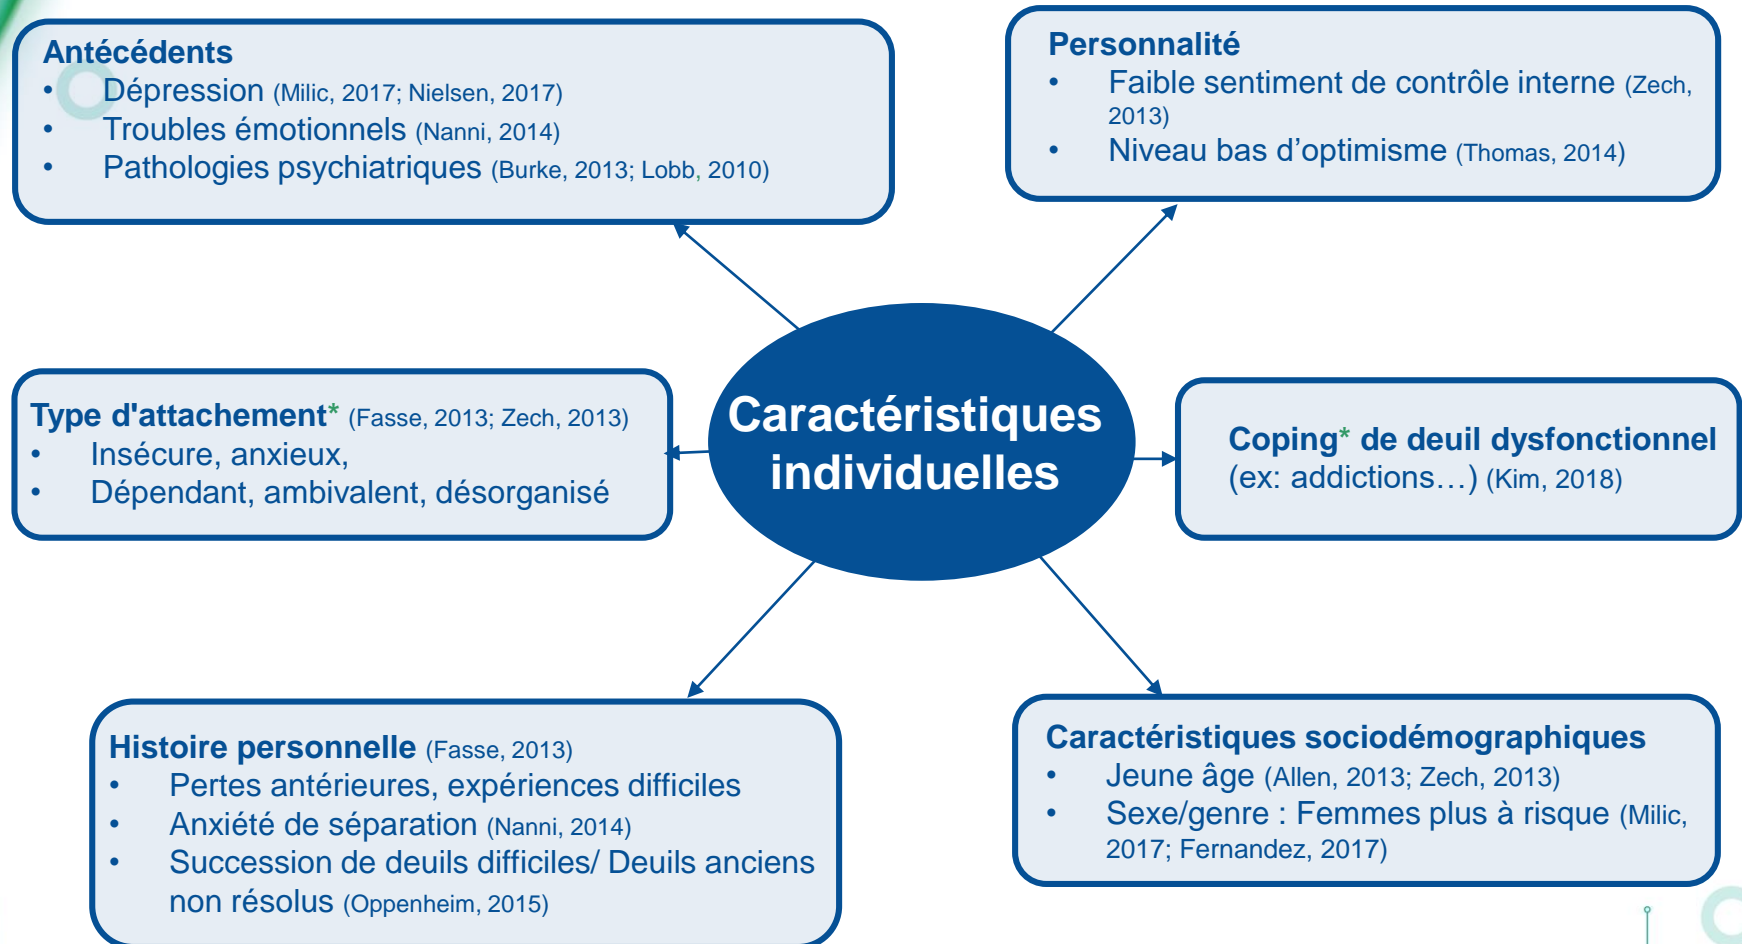 Antécédents
• Dépression (Milic, 2017; Nielsen, 2017)
• Troubles émotionnels (Nanni, 2014)
• Pathologies psychiatriques (Burke, 2013; Lobb, 2010)
Personnalité
• Faible sentiment de contrôle interne (Zech,
2013)
• Niveau bas d’optimisme (Thomas, 2014)
Type d'attachement* (Fasse, 2013; Zech, 2013)
• Insécure, anxieux,
• Dépendant, ambivalent, désorganisé
Caractéristiques
individuelles
Coping* de deuil dysfonctionnel
(ex: addictions…) (Kim, 2018)
Histoire personnelle (Fasse, 2013)
• Pertes antérieures, expériences difficiles
• Anxiété de séparation (Nanni, 2014)
• Succession de deuils difficiles/ Deuils anciens
non résolus (Oppenheim, 2015)
Caractéristiques sociodémographiques
• Jeune âge (Allen, 2013; Zech, 2013)
• Sexe/genre : Femmes plus à risque (Milic,
2017; Fernandez, 2017)